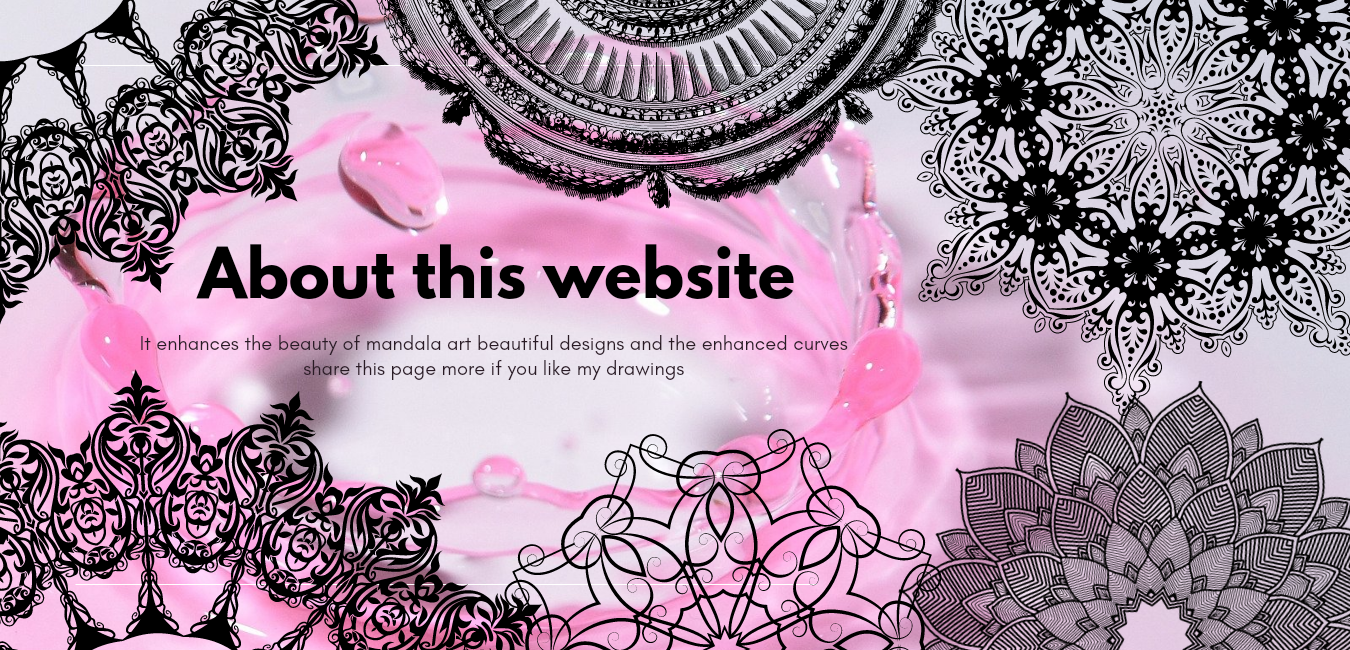 About this website
It enhances the beauty of mandala art beautiful designs and the enhanced curves
share this page more if you like my drawings